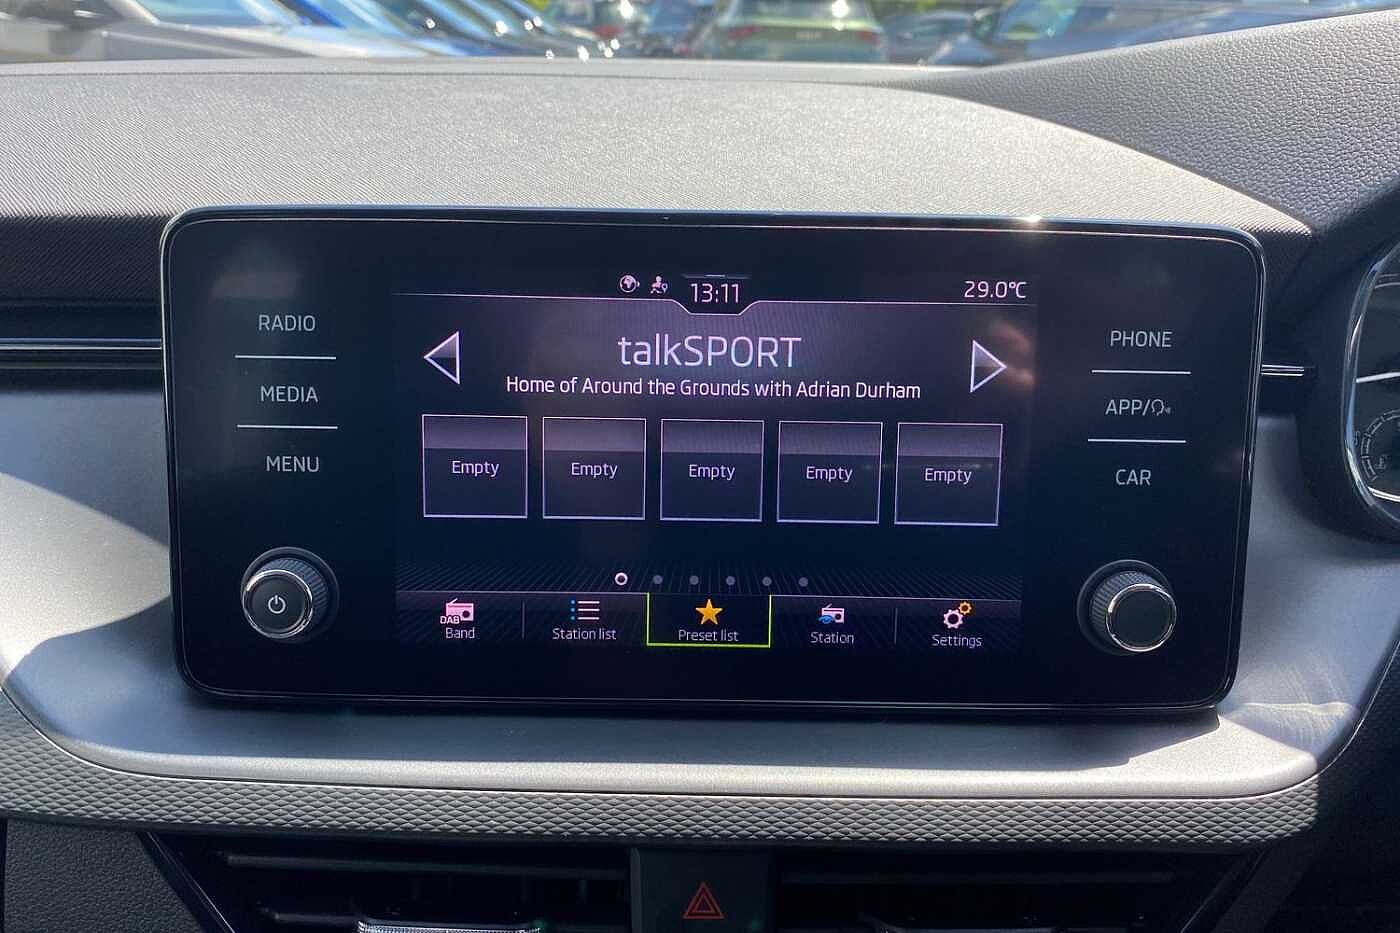 13:11
29.0°C
RADIO
MEDIA
MENU
talkSPORT
Home of Around the Grounds with Adrian Durham
Empty
Empty
Empty
Empty
Empty
DAB
Band
Station list
Preset list
Station
Settings
PHONE
APP/
CAR